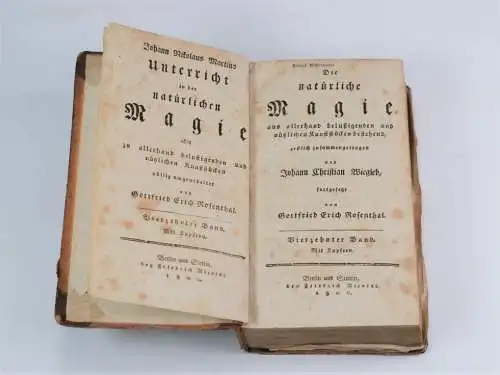 Johann Nikolaus Martius
Unterricht
in der
natürlichen
Magie
oder
zu allerhand belustigenden und
nützlichen Kunststücken
völlig umgearbeitet
von
Gottfried Erich Rosenthal.
Vierzehnter Band.
Mit Kupfern.
Berlin und Stettin,
bey Friedrich Nicolai,
1800.
Die
natürliche
Magie,
aus allerhand belustigenden und
nützlichen Kunststücken bestehend,
erstlich zusammengetragen
von
Johann Christian Wiegleb,
fortgesetzt
von
Gottfried Erich Rosenthal.
Vierzehnter Band.
Mit Kupfern.
Berlin und Stettin,
bey Friedrich Nicolai,
1800.